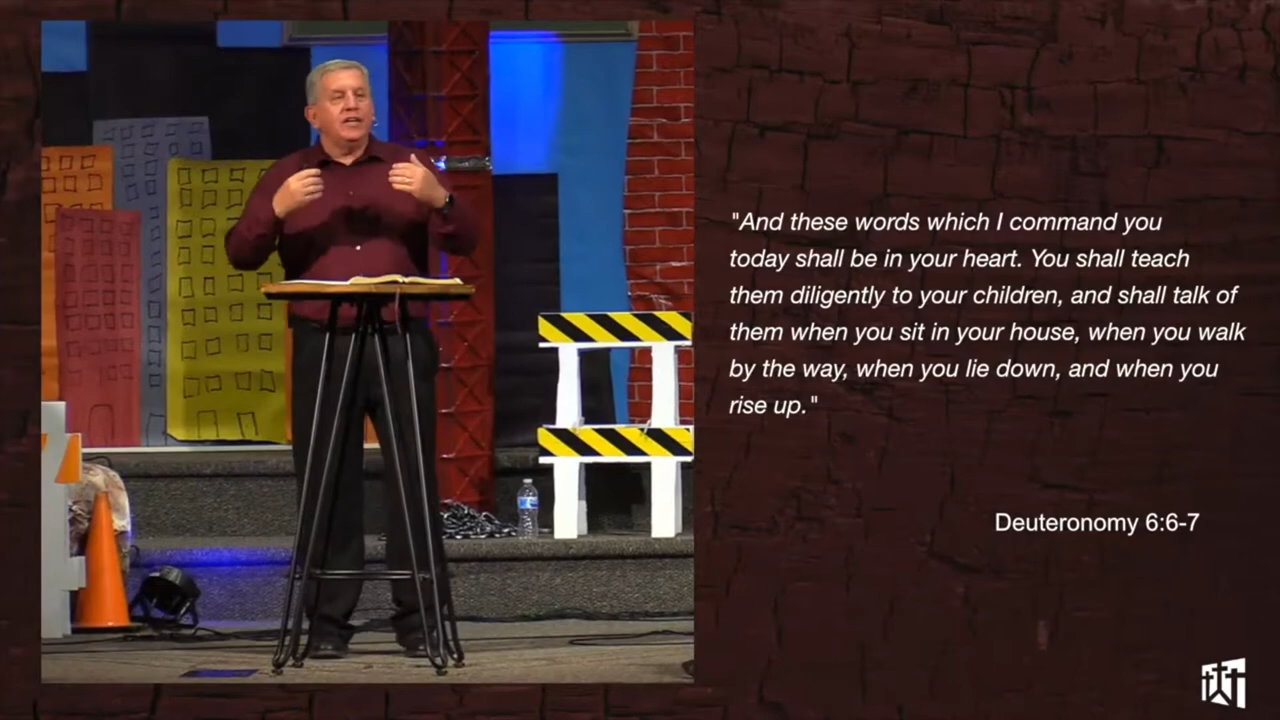 "And these words which I command you
today shall be in your heart. You shall teach
them diligently to your children, and shall talk of
them when you sit in your house, when you walk
by the way, when you lie down, and when you
rise up."
Deuteronomy 6:6-7